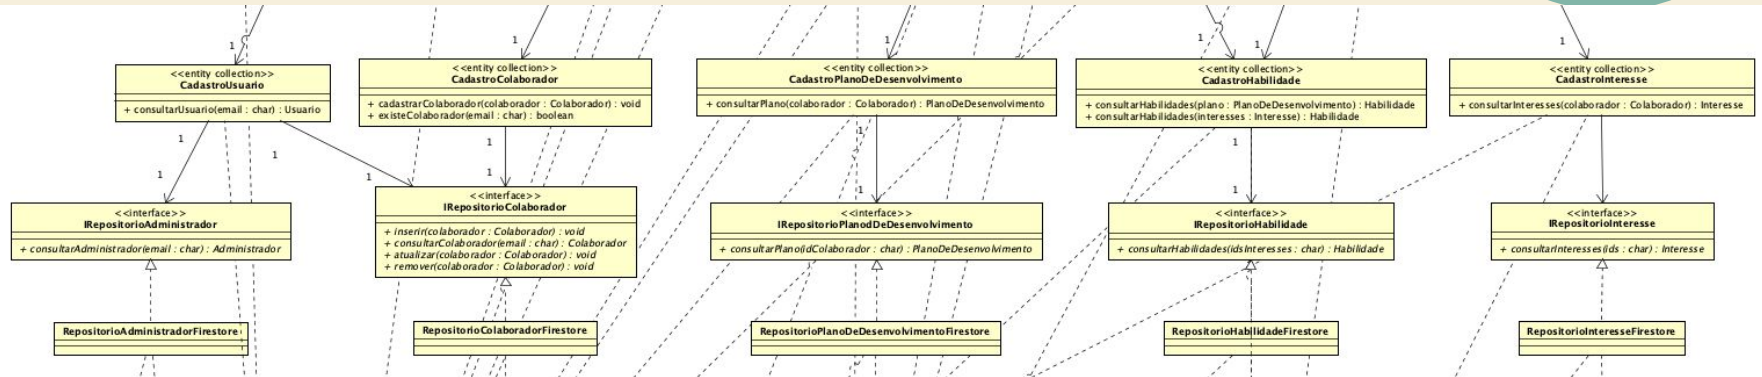 1
1
1
1
1
1
<<entity collection>>
CadastroUsuario
+ consultarUsuario(email : char) : Usuario
<<entity collection>>
CadastroColaborador
+ cadastrarColaborador(colaborador : Colaborador) : void
+ existeColaborador(email : char) : boolean
<<entity collection>>
CadastroPlanoDeDesenvolvimento
+ consultarPlano(colaborador : Colaborador) : PlanoDeDesenvolvimento
<<entity collection>>
CadastroHabilidade
+ consultarHabilidades(plano : PlanoDeDesenvolvimento) : Habilidade
+ consultarHabilidades(interesses : Interesse) : Habilidade
<<entity collection>>
CadastroInteresse
+ consultarInteresses(colaborador : Colaborador) : Interesse
1
1
1
1
1
1
1
1
1
1
<<interface>>
IRepositorioAdministrador
+ consultarAdministrador(email : char) : Administrador
<<interface>>
IRepositorioColaborador
+ inserir(colaborador : Colaborador) : void
+ consultarColaborador(email : char) : Colaborador
+ atualizar(colaborador : Colaborador) : void
+ remover(colaborador : Colaborador) : void
<<interface>>
IRepositorioPlanodDeDesenvolvimento
+ consultarPlano(idColaborador : char) : PlanoDeDesenvolvimento
<<interface>>
IRepositorioHabilidade
+ consultarHabilidades(idsInteresses : char) : Habilidade
<<interface>>
IRepositorioInteresse
+ consultarInteresses(ids : char) : Interesse
RepositorioAdministradorFirestore
RepositorioColaboradorFirestore
RepositorioPlanoDeDesenvolvimentoFirestore
RepositorioHabilidadeFirestore
RepositorioInteresseFirestore